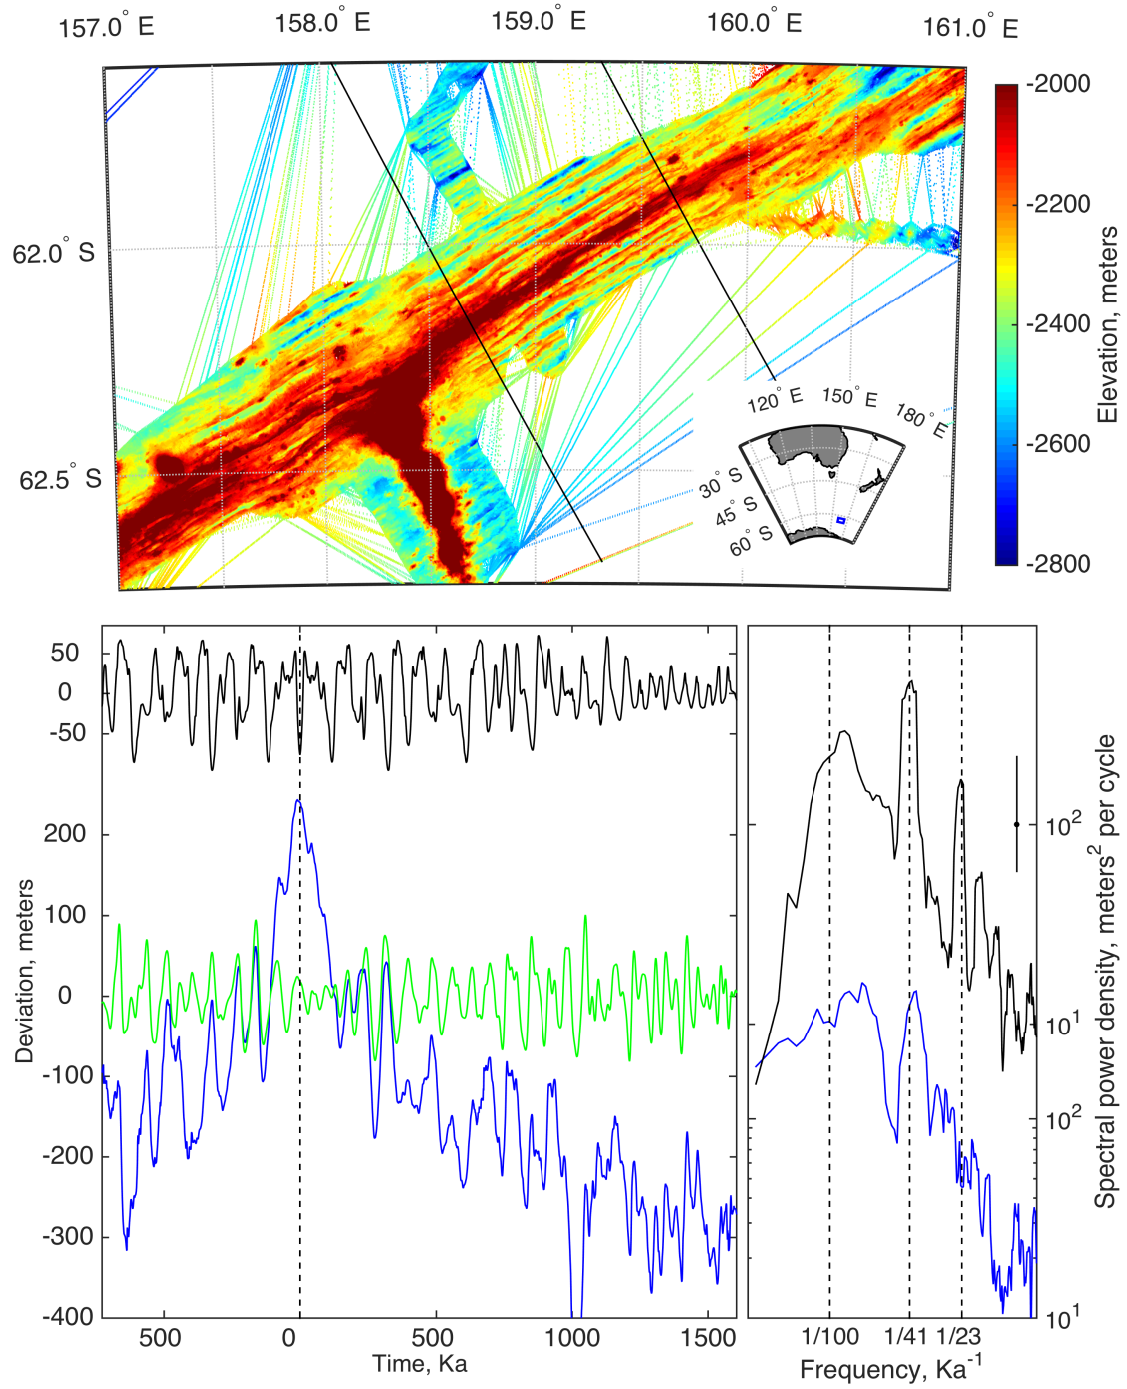 157.0° E 158.0° E 159.0° E 160.0° E 161.0° E
62.0° S
62.5° S
-2000
-2200
-2400
-2600
-2800
Elevation, meters
120° E 150° E 180° E
30° S
45° S
60° S
50
0
-50
200
100
0
-100
-200
-300
-400
Deviation, meters
500 0 500 1000 1500
Time, Ka
10²
10¹
10²
10¹
Spectral power density, meters² per cycle
1/100 1/41 1/23
Frequency, Ka⁻¹